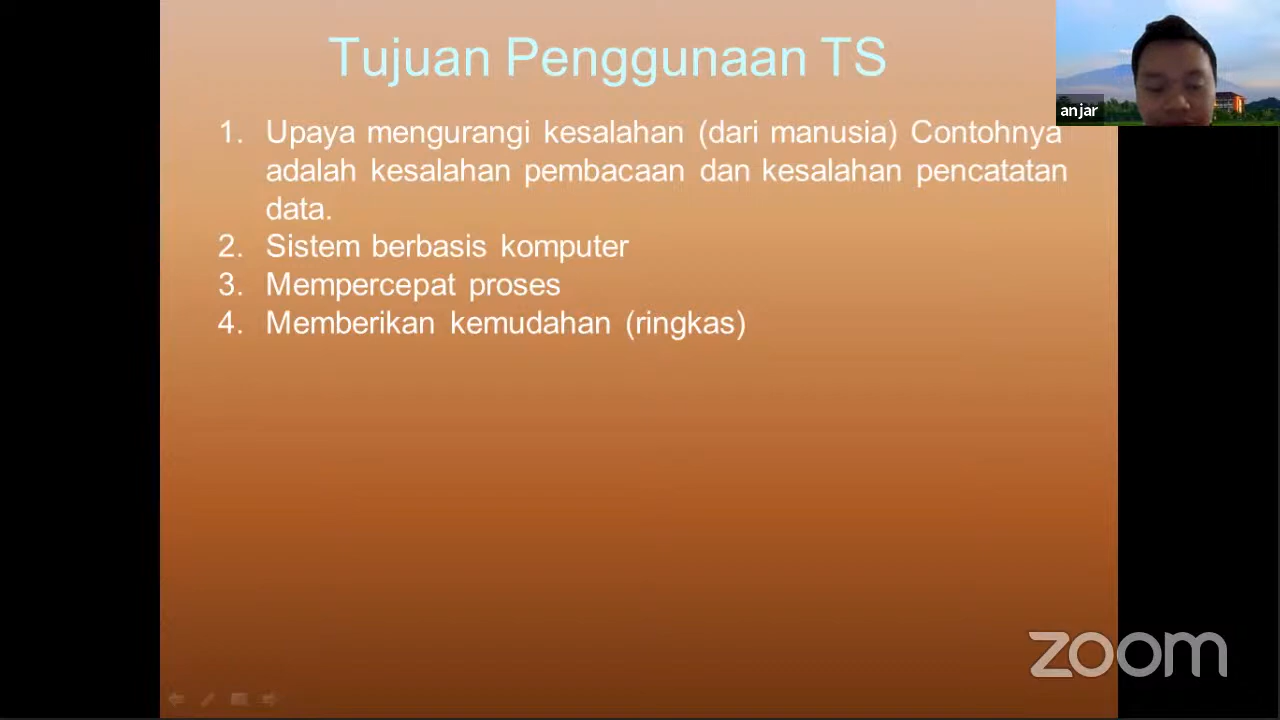 Tujuan Penggunaan TS
anjar
1. Upaya mengurangi kesalahan (dari manusia) Contohnya
adalah kesalahan pembacaan dan kesalahan pencatatan
data.
2. Sistem berbasis komputer
3. Mempercepat proses
4. Memberikan kemudahan (ringkas)
zoom